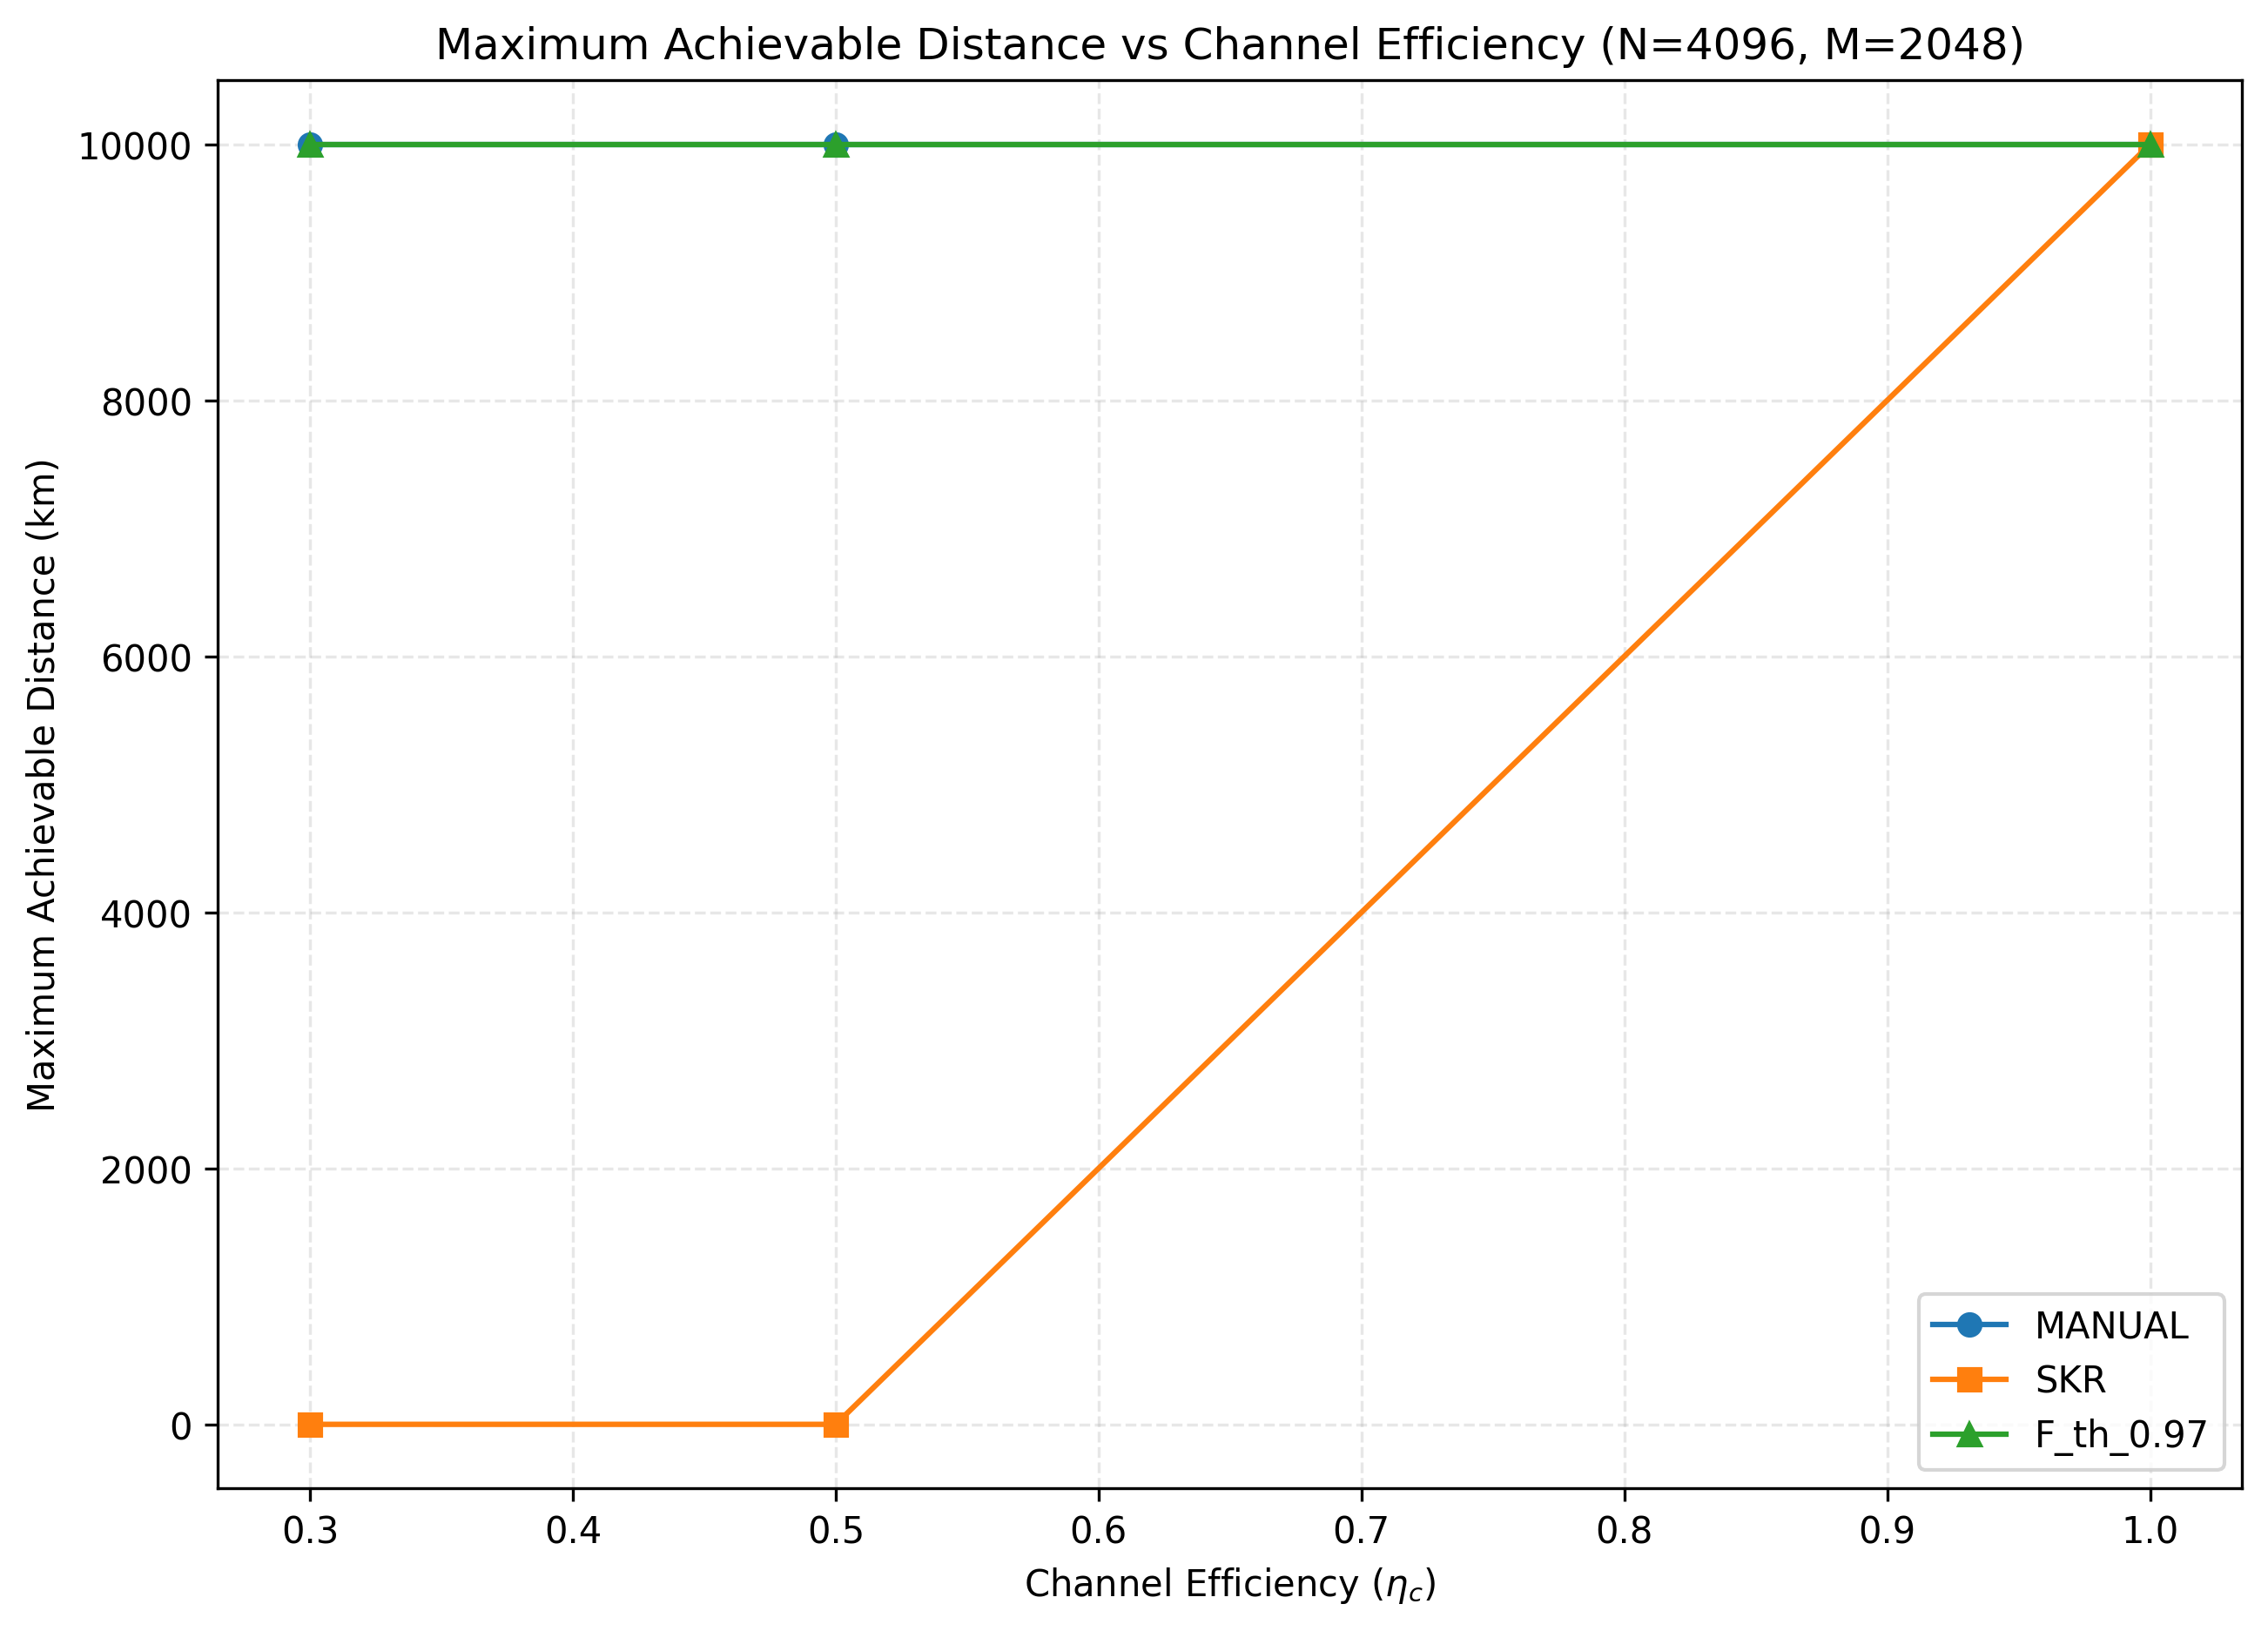 Maximum Achievable Distance vs Channel Efficiency (N=4096, M=2048)
Maximum Achievable Distance (km)
10000
8000
6000
4000
2000
0
0.3 0.4 0.5 0.6 0.7 0.8 0.9 1.0
Channel Efficiency (η_c)
MANUAL
SKR
F_th_0.97